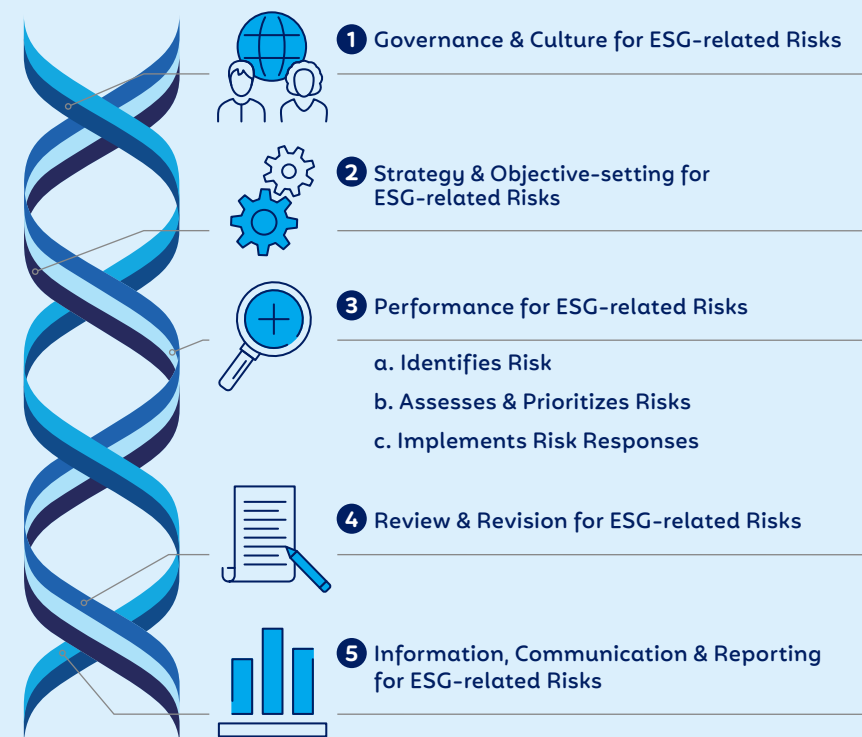 1 Governance & Culture for ESG-related Risks
2 Strategy & Objective-setting for
ESG-related Risks
3 Performance for ESG-related Risks
a. Identifies Risk
b. Assesses & Prioritizes Risks
c. Implements Risk Responses
4 Review & Revision for ESG-related Risks
5 Information, Communication & Reporting
for ESG-related Risks